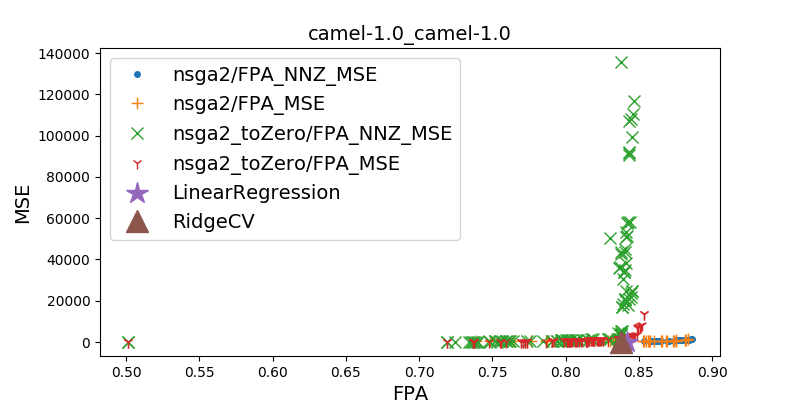 camel-1.0_camel-1.0
140000
120000
100000
80000
60000
40000
20000
0
MSE
nsga2/FPA_NNZ_MSE
nsga2/FPA_MSE
nsga2_toZero/FPA_NNZ_MSE
nsga2_toZero/FPA_MSE
LinearRegression
RidgeCV
0.50 0.55 0.60 0.65 0.70 0.75 0.80 0.85 0.90
FPA